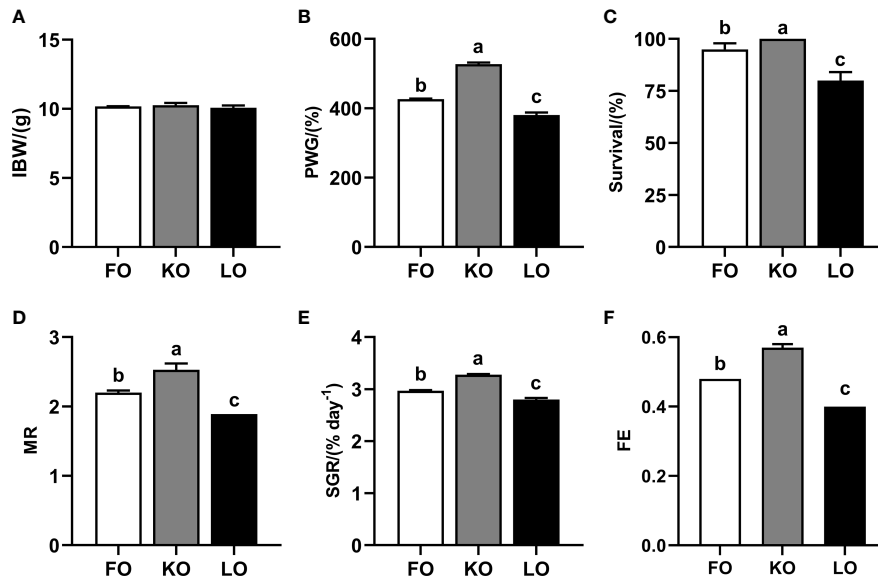 A
IBW/(g)
15
10
5
0
FO KO LO
B
PWG/(%)
600
400
200
0
b a c
FO KO LO
C
Survival/(%)
100
75
50
25
0
b a c
FO KO LO
D
MR
3
2
1
0
b a c
FO KO LO
E
SGR/(% day⁻¹)
4
3
2
1
0
b a c
FO KO LO
F
FE
0.6
0.4
0.2
0.0
b a c
FO KO LO